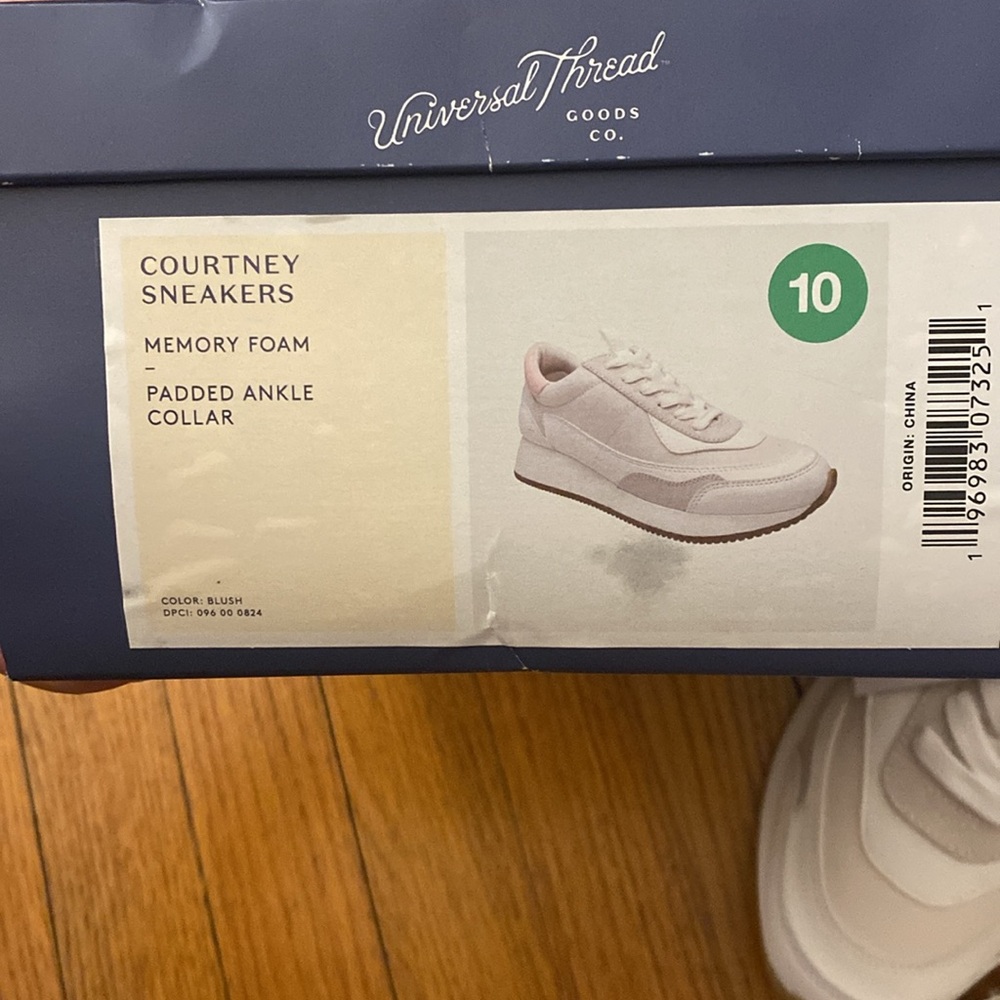 Universal Thread
GOODS
CO.
COURTNEY
SNEAKERS
MEMORY FOAM
–
PADDED ANKLE
COLLAR
COLOR: BLUSH
DPCI: 096 00 0824
10
ORIGIN: CHINA
1 96983 07325 1